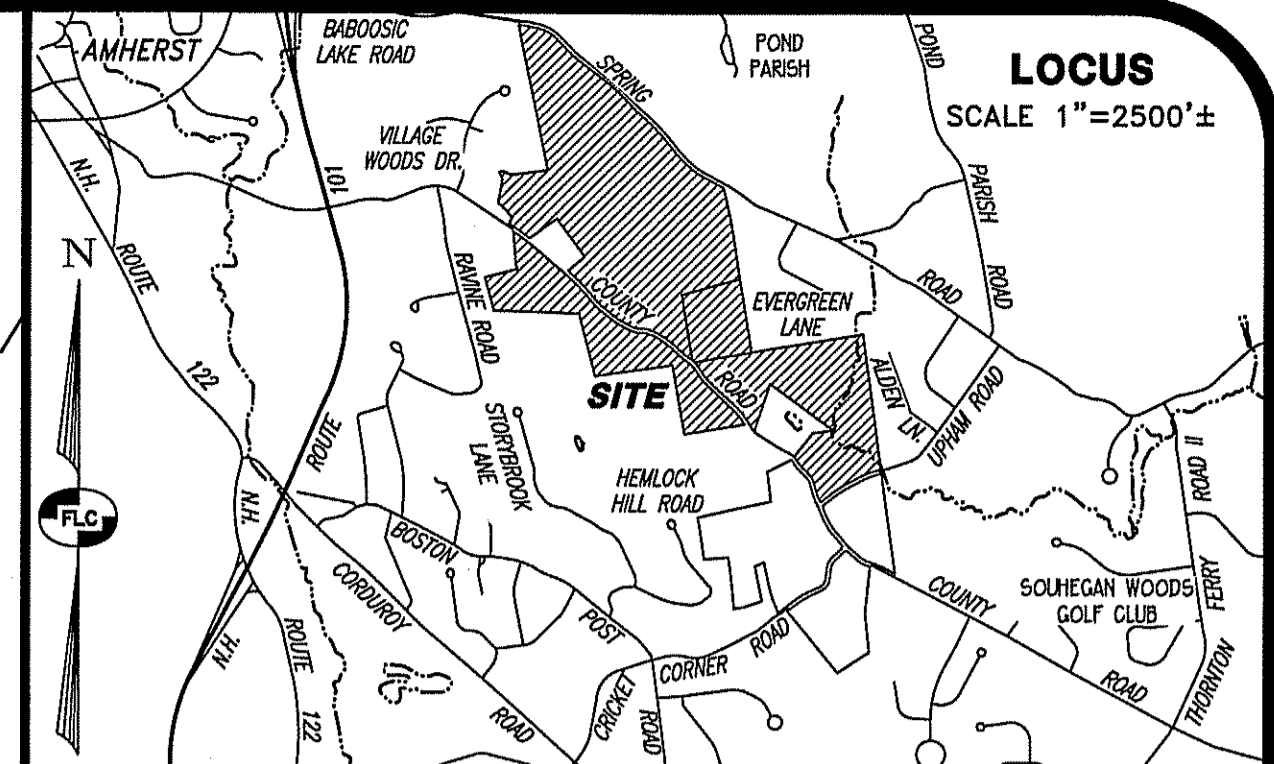 AMHERST
BABOOSIC
LAKE ROAD
POND
PARISH
LOCUS
SCALE 1"=2500'±
POND
PARISH
ROAD
SPRING
ROAD
VILLAGE
WOODS DR.
N.H.
ROUTE
122
101
N
RAVINE ROAD
COUNTY
ROAD
EVERGREEN
LANE
SITE
ALDEN
LN.
UPHAM ROAD
STORYBROOK
LANE
HEMLOCK
HILL ROAD
ROUTE
N.H.
FLC
BOSTON
POST
ROAD
CORDUROY
ROAD
N.H.
ROUTE
122
CRICKET
CORNER
ROAD
COUNTY
ROAD
SOUHEGAN WOODS
GOLF CLUB
THORNTON
FERRY
ROAD II